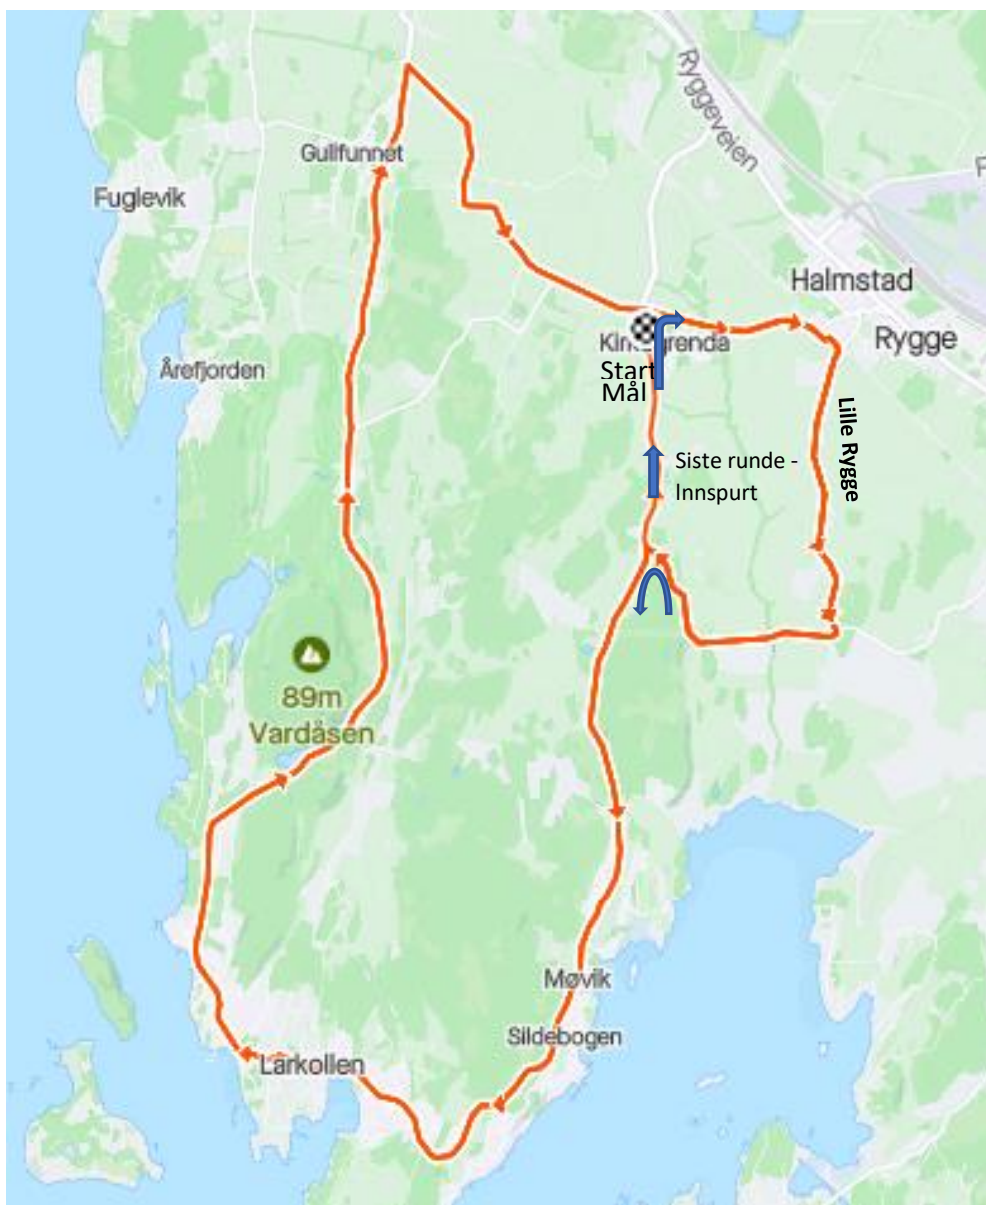 Ryggeveien
Gullfunnet
Fuglevik
Halmstad
Rygge
Årefjorden
Start
Mål
Lille Rygge
Siste runde -
Innspurt
89m
Vardåsen
Møvik
Sildebogen
Larkollen